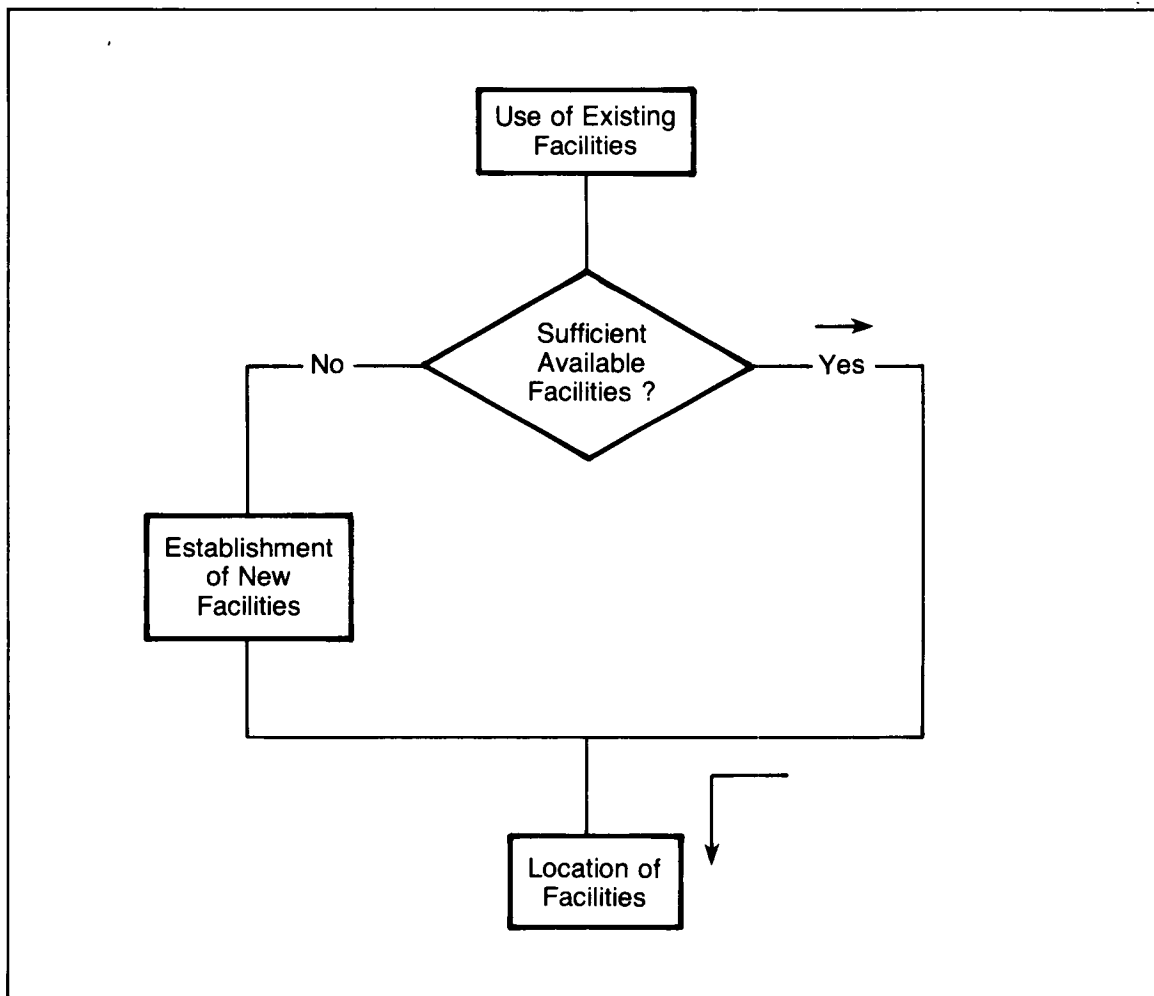 Use of Existing
Facilities
Sufficient
Available
Facilities ?
No
Yes
Establishment
of New
Facilities
Location of
Facilities